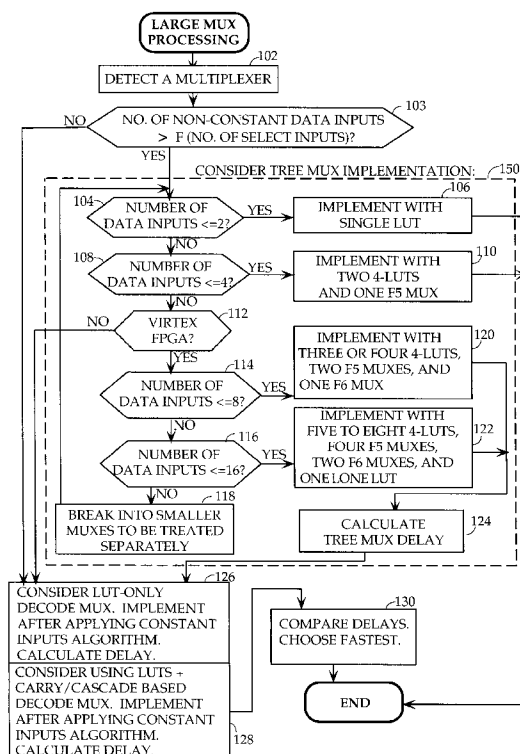 LARGE MUX
PROCESSING
102
DETECT A MULTIPLEXER
103
NO. OF NON-CONSTANT DATA INPUTS
> F (NO. OF SELECT INPUTS)?
NO
YES
CONSIDER TREE MUX IMPLEMENTATION:
150
104
NUMBER OF
DATA INPUTS <=2?
YES
106
IMPLEMENT WITH
SINGLE LUT
NO
108
NUMBER OF
DATA INPUTS <=4?
YES
110
IMPLEMENT WITH
TWO 4-LUTS
AND ONE F5 MUX
NO
112
VIRTEX
FPGA?
NO
YES
114
NUMBER OF
DATA INPUTS <=8?
YES
120
IMPLEMENT WITH
THREE OR FOUR 4-LUTS,
TWO F5 MUXES, AND
ONE F6 MUX
NO
116
NUMBER OF
DATA INPUTS <=16?
YES
122
IMPLEMENT WITH
FIVE TO EIGHT 4-LUTS,
FOUR F5 MUXES,
TWO F6 MUXES, AND
ONE LONE LUT
NO
118
BREAK INTO SMALLER
MUXES TO BE TREATED
SEPARATELY
124
CALCULATE
TREE MUX DELAY
126
CONSIDER LUT-ONLY
DECODE MUX. IMPLEMENT
AFTER APPLYING CONSTANT
INPUTS ALGORITHM.
CALCULATE DELAY.
128
CONSIDER USING LUTS +
CARRY/CASCADE BASED
DECODE MUX. IMPLEMENT
AFTER APPLYING CONSTANT
INPUTS ALGORITHM.
CALCULATE DELAY
130
COMPARE DELAYS.
CHOOSE FASTEST.
END